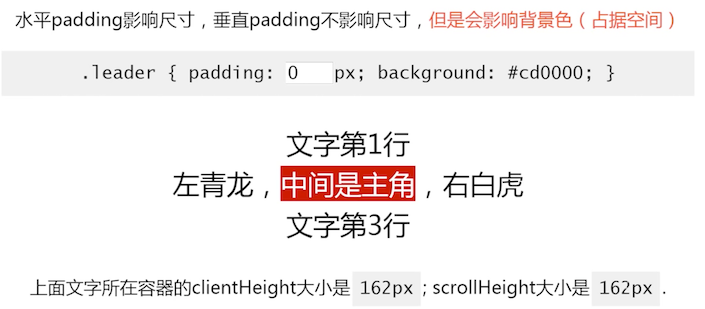 水平padding影响尺寸，垂直padding不影响尺寸，但是会影响背景色（占据空间）
.leader { padding: 0 px; background: #cd0000; }
文字第1行
左青龙，中间是主角，右白虎
文字第3行
上面文字所在容器的clientHeight大小是 162px ; scrollHeight大小是 162px .